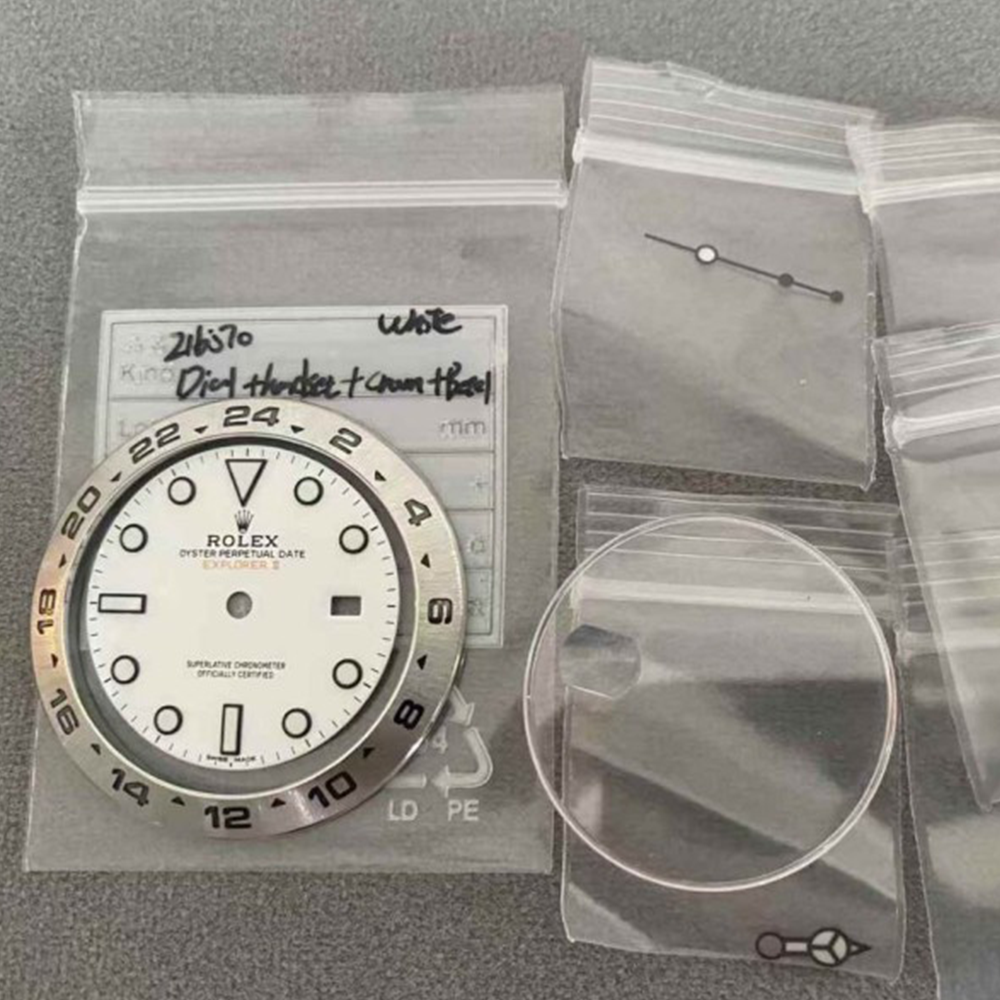 216570 White
Dial + Handset + Crown + Bezel
mm
24
2
4
6
8
10
12
14
16
18
20
22
ROLEX
OYSTER PERPETUAL DATE
EXPLORER II
SUPERLATIVE CHRONOMETER
OFFICIALLY CERTIFIED
SWISS MADE
LD PE